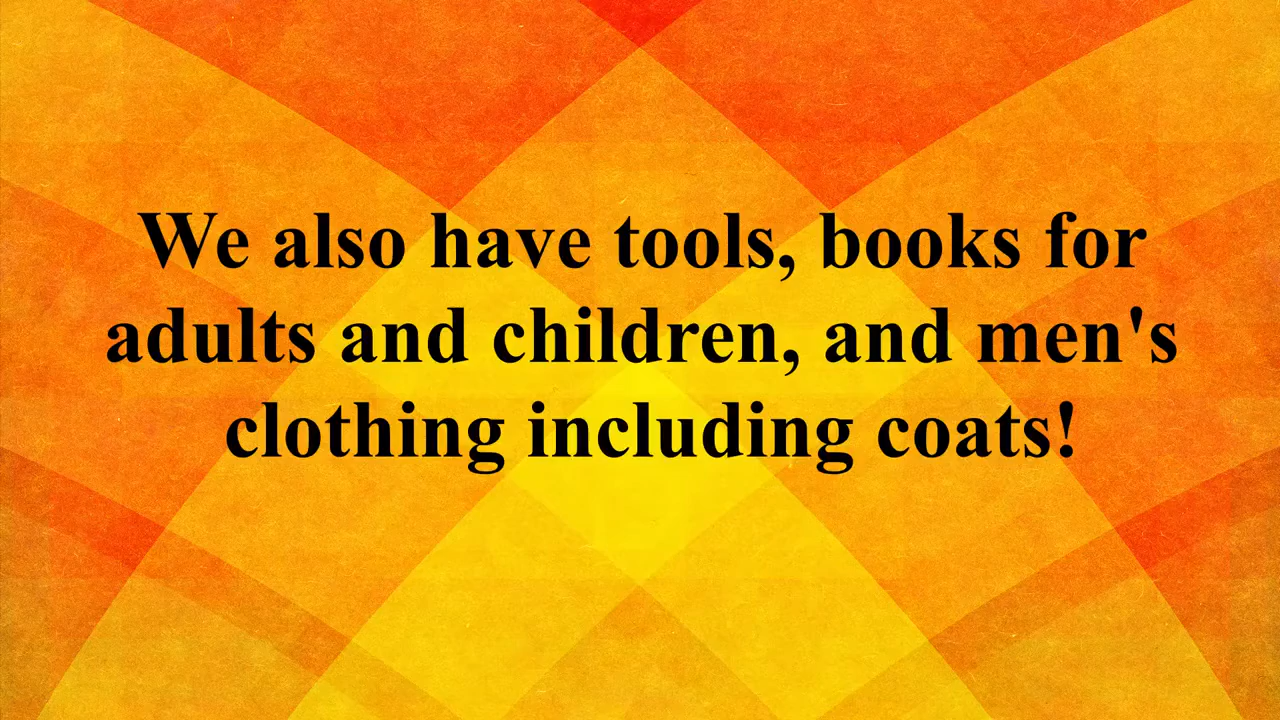 We also have tools, books for
adults and children, and men's
clothing including coats!